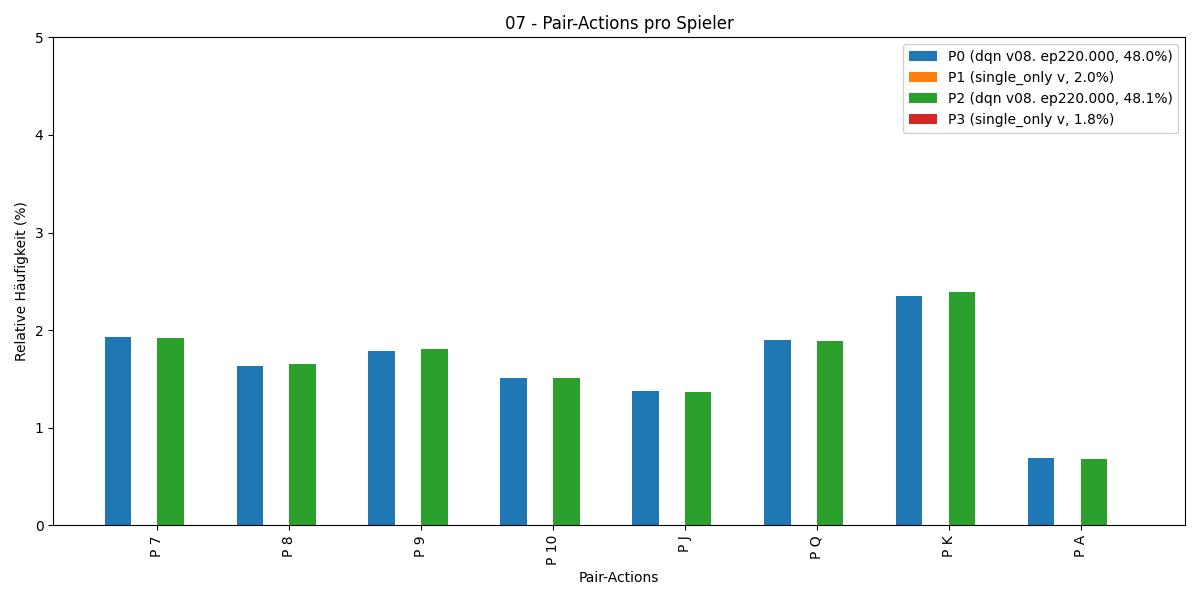 07 - Pair-Actions pro Spieler
P0 (dqn v08. ep220.000, 48.0%)
P1 (single_only v, 2.0%)
P2 (dqn v08. ep220.000, 48.1%)
P3 (single_only v, 1.8%)
Relative Häufigkeit (%)
5
4
3
2
1
0
P 7
P 8
P 9
P 10
P J
P Q
P K
P A
Pair-Actions